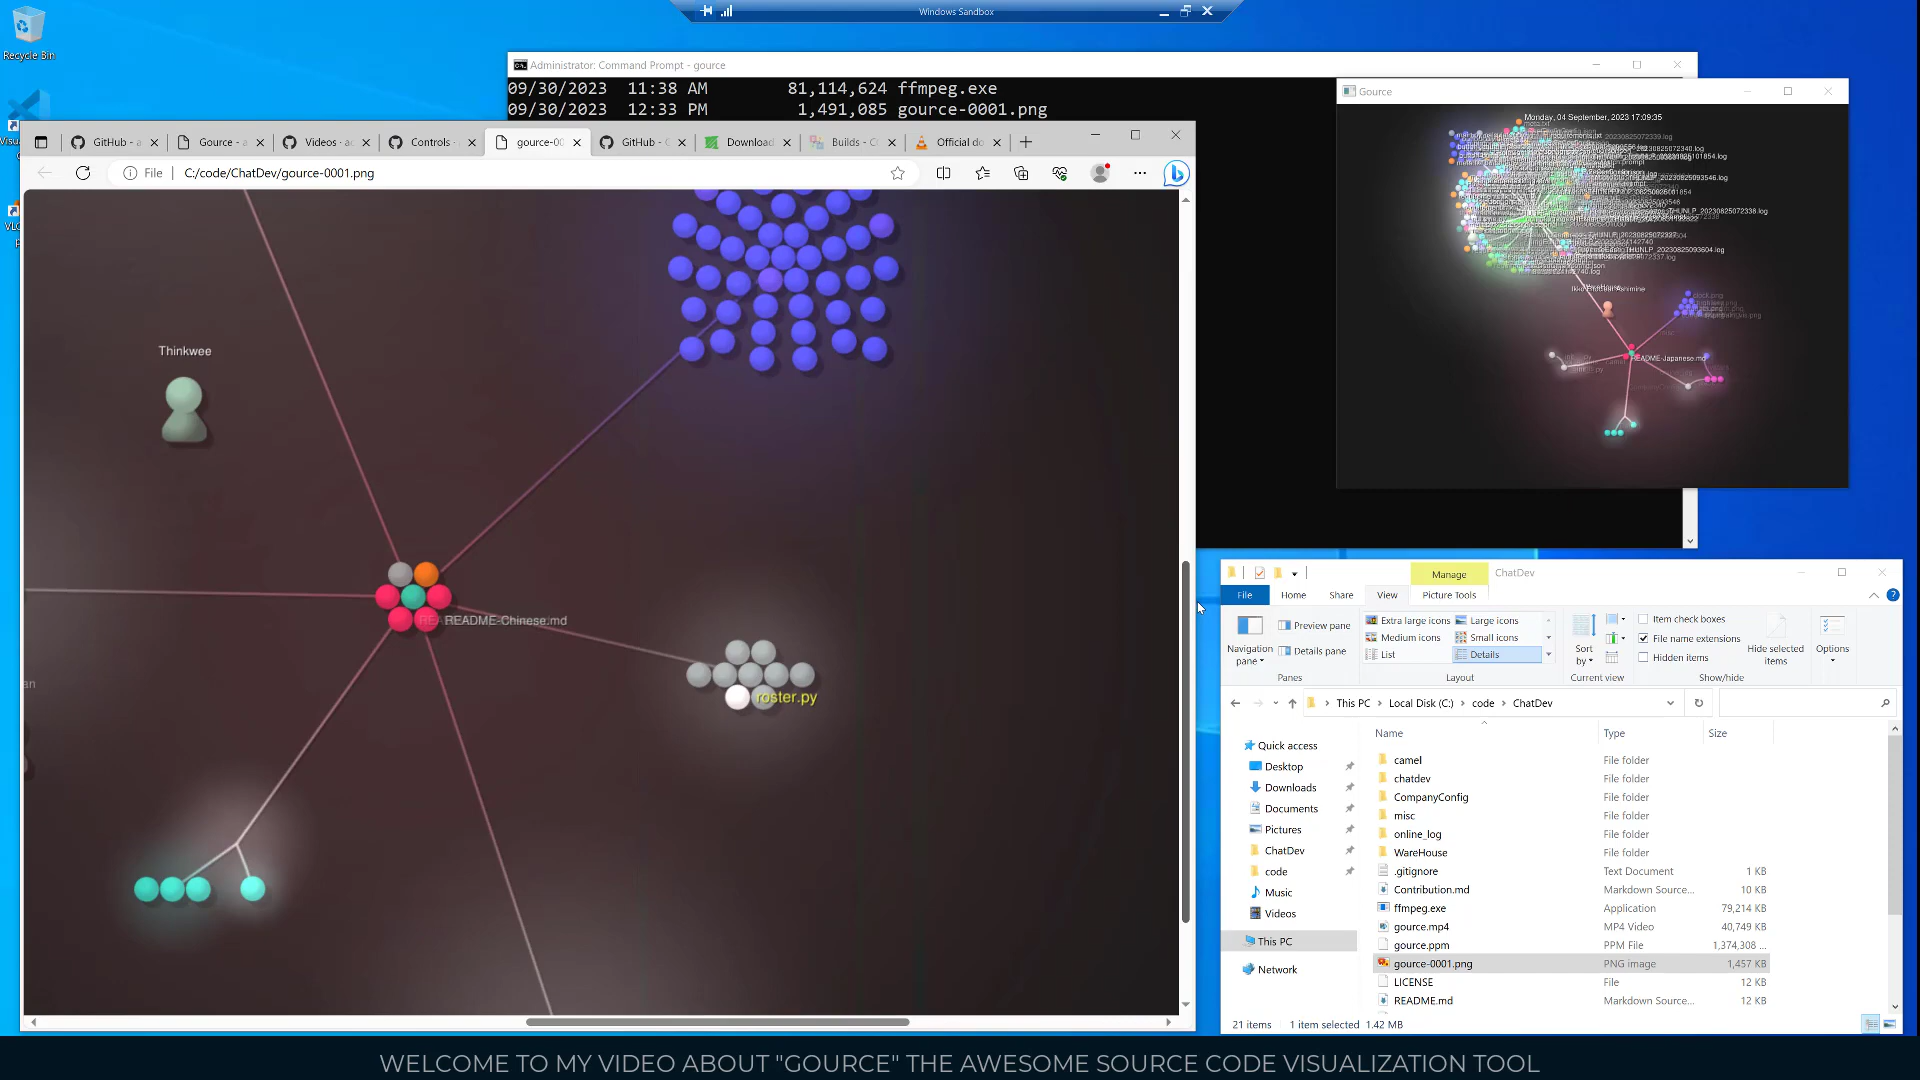 Windows Sandbox
Recycle Bin
Administrator: Command Prompt - gource
09/30/2023 11:38 AM 81,114,624 ffmpeg.exe
09/30/2023 12:33 PM 1,491,085 gource-0001.png
Gource
Monday, 04 September, 2023 17:09:35
README-Japanese.md
GitHub - a
Gource - a
Videos - ac
Controls -
gource-00
GitHub - G
Download
Builds - Co
Official do
File
C:/code/ChatDev/gource-0001.png
Thinkwee
README-Chinese.md
roster.py
Manage
ChatDev
File
Home
Share
View
Picture Tools
Navigation pane
Preview pane
Details pane
Panes
Extra large icons
Large icons
Medium icons
Small icons
List
Details
Layout
Sort by
Current view
Item check boxes
File name extensions
Hidden items
Hide selected items
Show/hide
Options
This PC
Local Disk (C:)
code
ChatDev
Quick access
Desktop
Downloads
Documents
Pictures
ChatDev
code
Music
Videos
This PC
Network
Name Type Size
camel File folder
chatdev File folder
CompanyConfig File folder
misc File folder
online_log File folder
WareHouse File folder
.gitignore Text Document 1 KB
Contribution.md Markdown Source... 10 KB
ffmpeg.exe Application 79,214 KB
gource.mp4 MP4 Video 40,749 KB
gource.ppm PPM File 1,374,308 ...
gource-0001.png PNG image 1,457 KB
LICENSE File 12 KB
README.md Markdown Source... 12 KB
21 items 1 item selected 1.42 MB
WELCOME TO MY VIDEO ABOUT "GOURCE" THE AWESOME SOURCE CODE VISUALIZATION TOOL